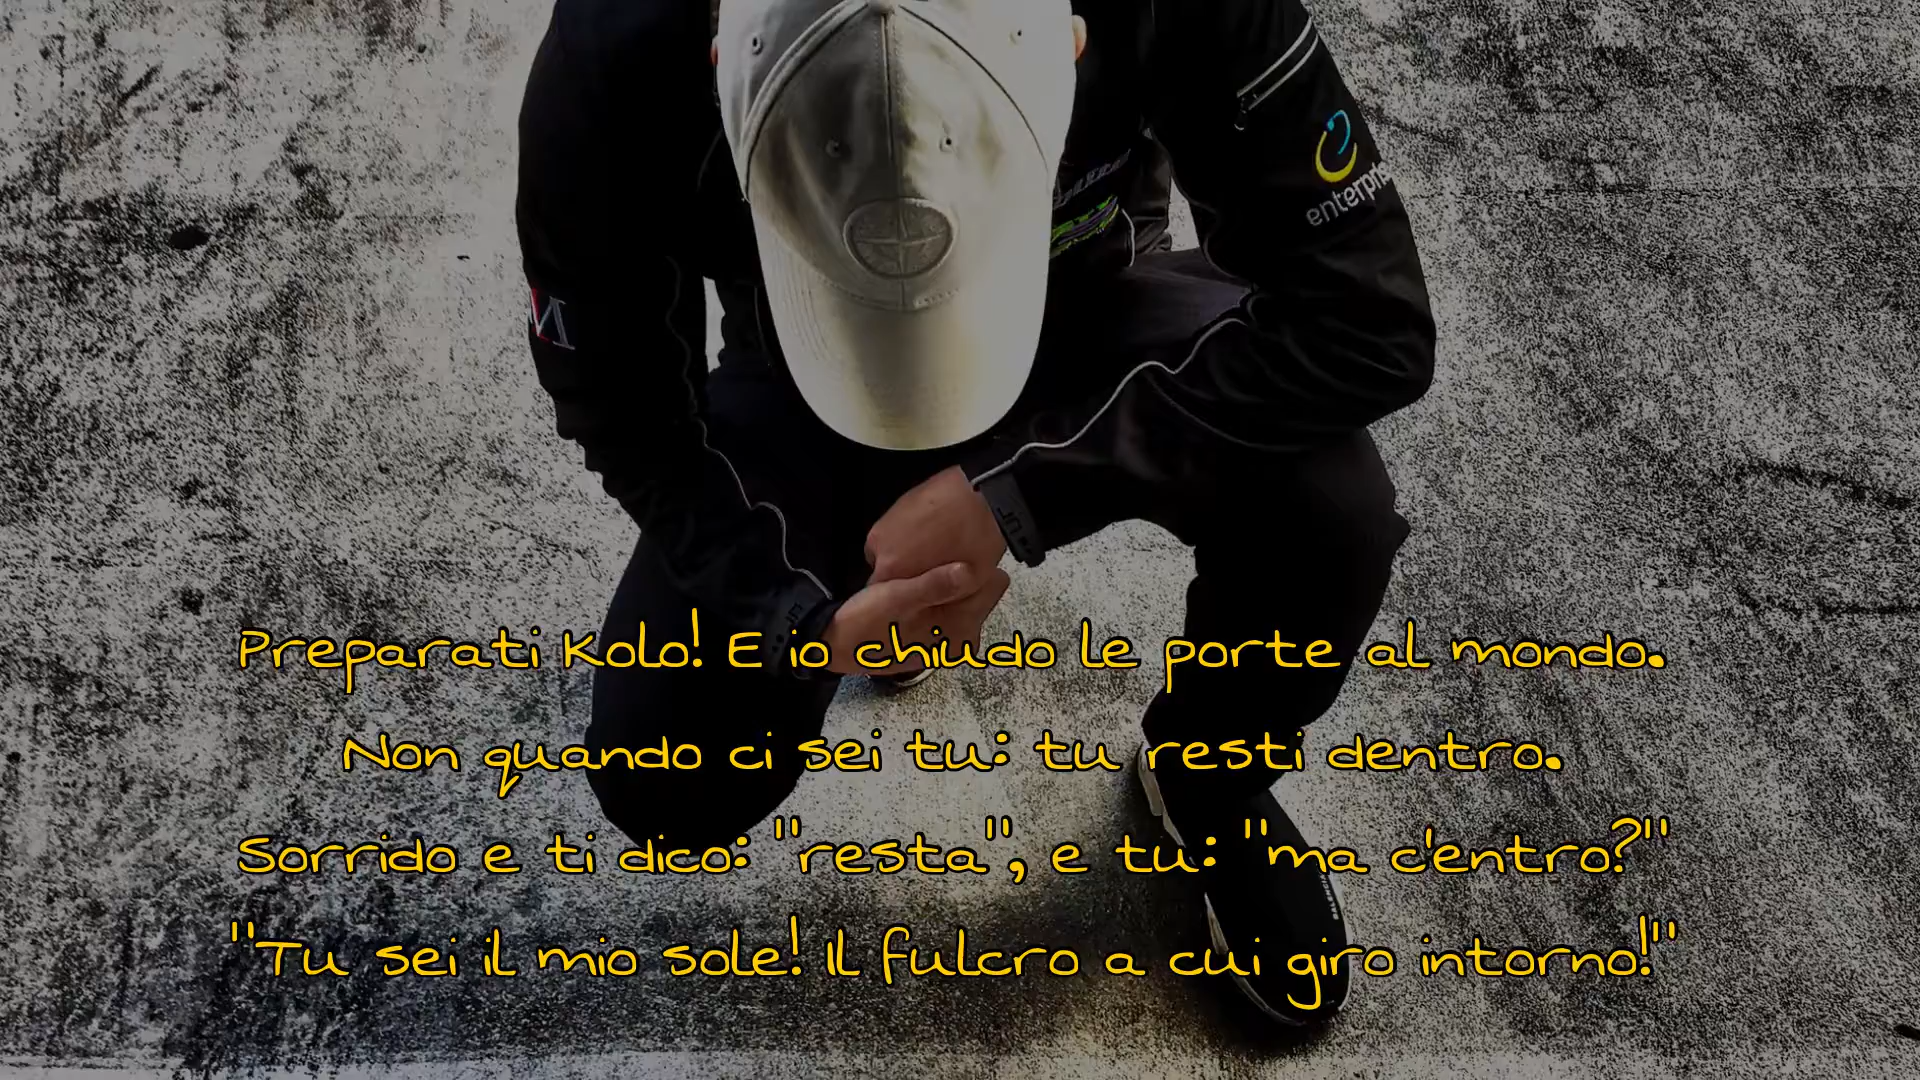 enterpris
Preparati Kolo! E io chiudo le porte al mondo.
Non quando ci sei tu: tu resti dentro.
Sorrido e ti dico: "resta", e tu: "ma c'entro?"
"Tu sei il mio sole! Il fulcro a cui giro intorno!"